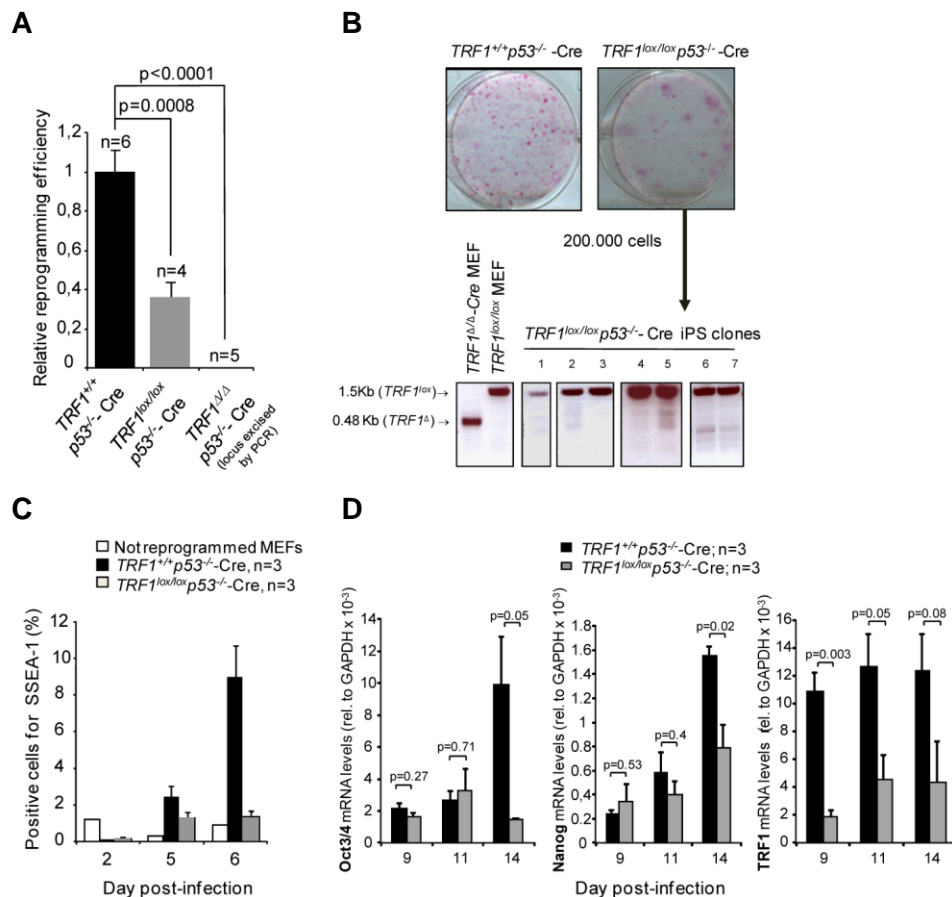 A
p<0.0001
p=0.0008
Relative reprogramming efficiency
1,2
1
0,8
0,6
0,4
0,2
0
n=6
n=4
n=5
TRF1+/+
p53-/- - Cre
TRF1lox/lox
p53-/- - Cre
TRF1Δ/Δ
p53-/- - Cre
(locus excised
by PCR)
B
TRF1+/+p53-/- -Cre
TRF1lox/lox p53-/- -Cre
200.000 cells
TRF1Δ/Δ-Cre MEF
TRF1lox/lox MEF
TRF1lox/lox p53-/- - Cre iPS clones
1 2 3 4 5 6 7
1.5Kb (TRF1lox)→
0.48 Kb (TRF1Δ) →
C
Not reprogrammed MEFs
TRF1+/+p53-/--Cre, n=3
TRF1lox/lox p53-/--Cre, n=3
Positive cells for SSEA-1 (%)
12
10
8
6
4
2
0
2 5 6
Day post-infection
D
TRF1+/+p53-/--Cre; n=3
TRF1lox/lox p53-/--Cre; n=3
Oct3/4 mRNA levels (rel. to GAPDH x 10-3)
14
12
10
8
6
4
2
0
p=0.27
p=0.71
p=0.05
9 11 14
Nanog mRNA levels (rel. to GAPDH x 10-3)
1.8
1.6
1.4
1.2
1
0.8
0.6
0,4
0.2
0
p=0.53
p=0.4
p=0.02
9 11 14
TRF1 mRNA levels (rel. to GAPDH x 10-3)
16
14
12
10
8
6
4
2
0
p=0.003
p=0.05
p=0.08
9 11 14
Day post-infection